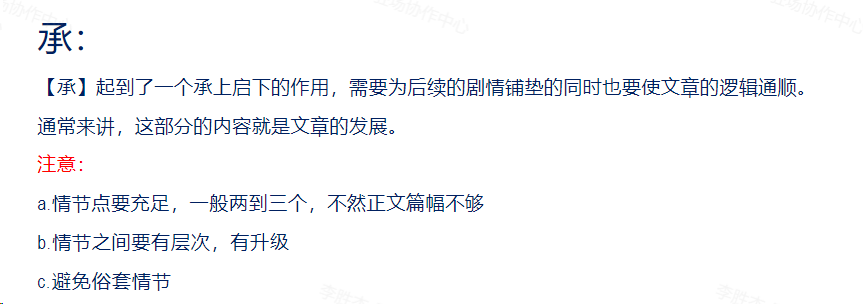 承：
【承】起到了一个承上启下的作用，需要为后续的剧情铺垫的同时也要使文章的逻辑通顺。
通常来讲，这部分的内容就是文章的发展。
注意：
a.情节点要充足，一般两到三个，不然正文篇幅不够
b.情节之间要有层次，有升级
c.避免俗套情节